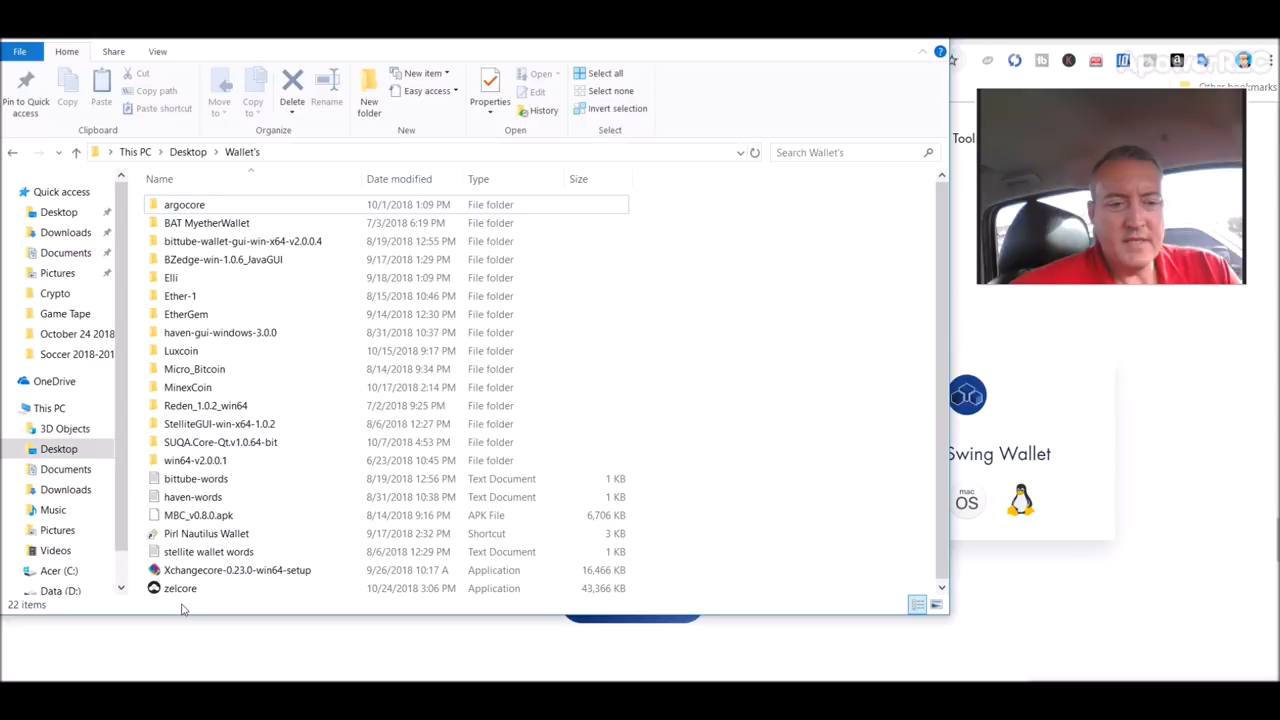 File Home Share View
Pin to Quick access
Copy
Paste
Cut
Copy path
Paste shortcut
Clipboard
Move to
Copy to
Delete
Rename
Organize
New folder
New item
Easy access
New
Properties
Open
Edit
History
Open
Select all
Select none
Invert selection
Select
ApowerREC
Other bookmarks
This PC > Desktop > Wallet's
Search Wallet's
Tool
Quick access
Desktop
Downloads
Documents
Pictures
Crypto
Game Tape
October 24 2018
Soccer 2018-201
OneDrive
This PC
3D Objects
Desktop
Documents
Downloads
Music
Pictures
Videos
Acer (C:)
Data (D:)
Name Date modified Type Size
argocore 10/1/2018 1:09 PM File folder
BAT MyetherWallet 7/3/2018 6:19 PM File folder
bittube-wallet-gui-win-x64-v2.0.0.4 8/19/2018 12:55 PM File folder
BZedge-win-1.0.6_JavaGUI 9/17/2018 1:29 PM File folder
Elli 9/18/2018 1:09 PM File folder
Ether-1 8/15/2018 10:46 PM File folder
EtherGem 9/14/2018 12:30 PM File folder
haven-gui-windows-3.0.0 8/31/2018 10:37 PM File folder
Luxcoin 10/15/2018 9:17 PM File folder
Micro_Bitcoin 8/14/2018 9:34 PM File folder
MinexCoin 10/17/2018 2:14 PM File folder
Reden_1.0.2_win64 7/2/2018 9:25 PM File folder
StelliteGUI-win-x64-1.0.2 8/6/2018 12:27 PM File folder
SUQA.Core-Qt.v1.0.64-bit 10/7/2018 4:53 PM File folder
win64-v2.0.0.1 6/23/2018 10:45 PM File folder
bittube-words 8/19/2018 12:56 PM Text Document 1 KB
haven-words 8/31/2018 10:38 PM Text Document 1 KB
MBC_v0.8.0.apk 8/14/2018 9:16 PM APK File 6,706 KB
Pirl Nautilus Wallet 9/17/2018 2:32 PM Shortcut 3 KB
stellite wallet words 8/6/2018 12:29 PM Text Document 1 KB
Xchangecore-0.23.0-win64-setup 9/26/2018 10:17 A Application 16,466 KB
zelcore 10/24/2018 3:06 PM Application 43,366 KB
22 items
Swing Wallet
mac
OS